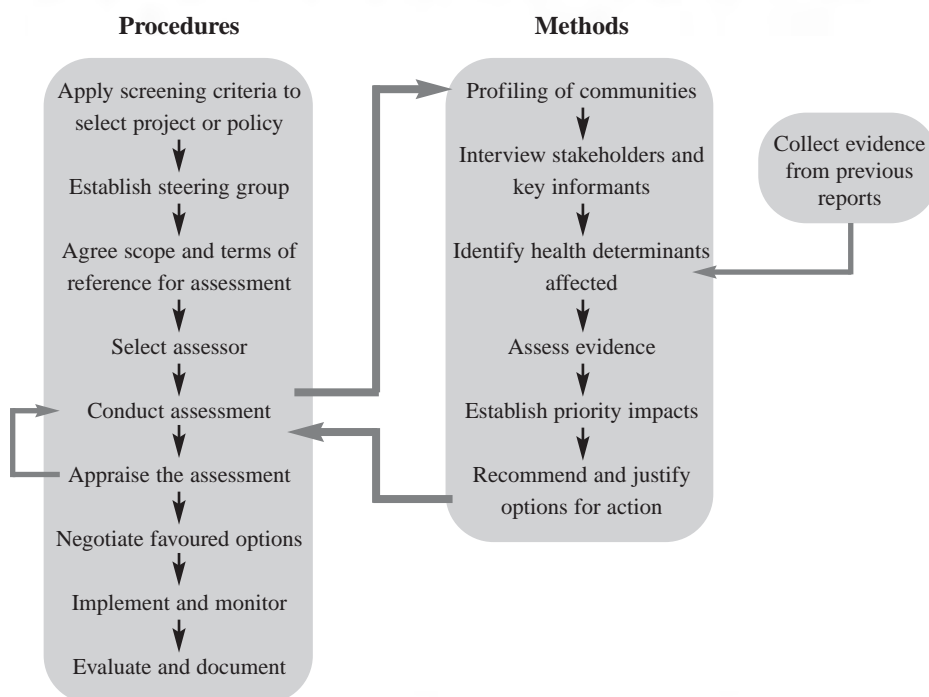 Procedures
Apply screening criteria to
select project or policy
Establish steering group
Agree scope and terms of
reference for assessment
Select assessor
Conduct assessment
Appraise the assessment
Negotiate favoured options
Implement and monitor
Evaluate and document
Methods
Profiling of communities
Interview stakeholders and
key informants
Identify health determinants
affected
Assess evidence
Establish priority impacts
Recommend and justify
options for action
Collect evidence
from previous
reports